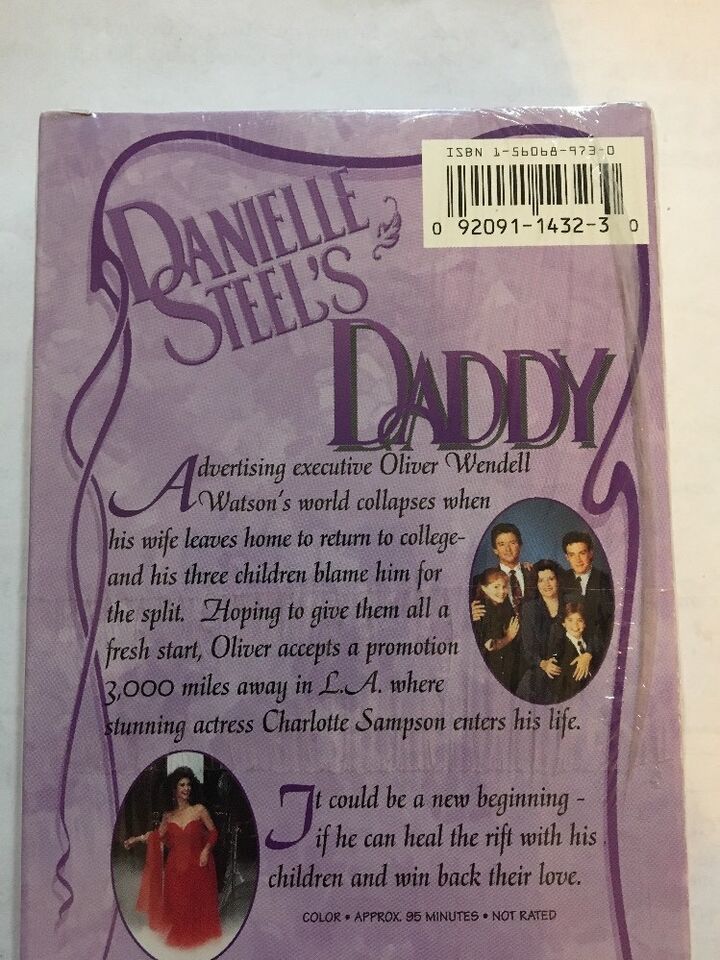 ISBN 1-56068-973-0
0 92091-1432-3 0
DANIELLE
STEEL'S
DADDY
Advertising executive Oliver Wendell
Watson's world collapses when
his wife leaves home to return to college-
and his three children blame him for
the split. Hoping to give them all a
fresh start, Oliver accepts a promotion
3,000 miles away in L.A. where
stunning actress Charlotte Sampson enters his life.
It could be a new beginning -
if he can heal the rift with his
children and win back their love.
COLOR • APPROX. 95 MINUTES • NOT RATED